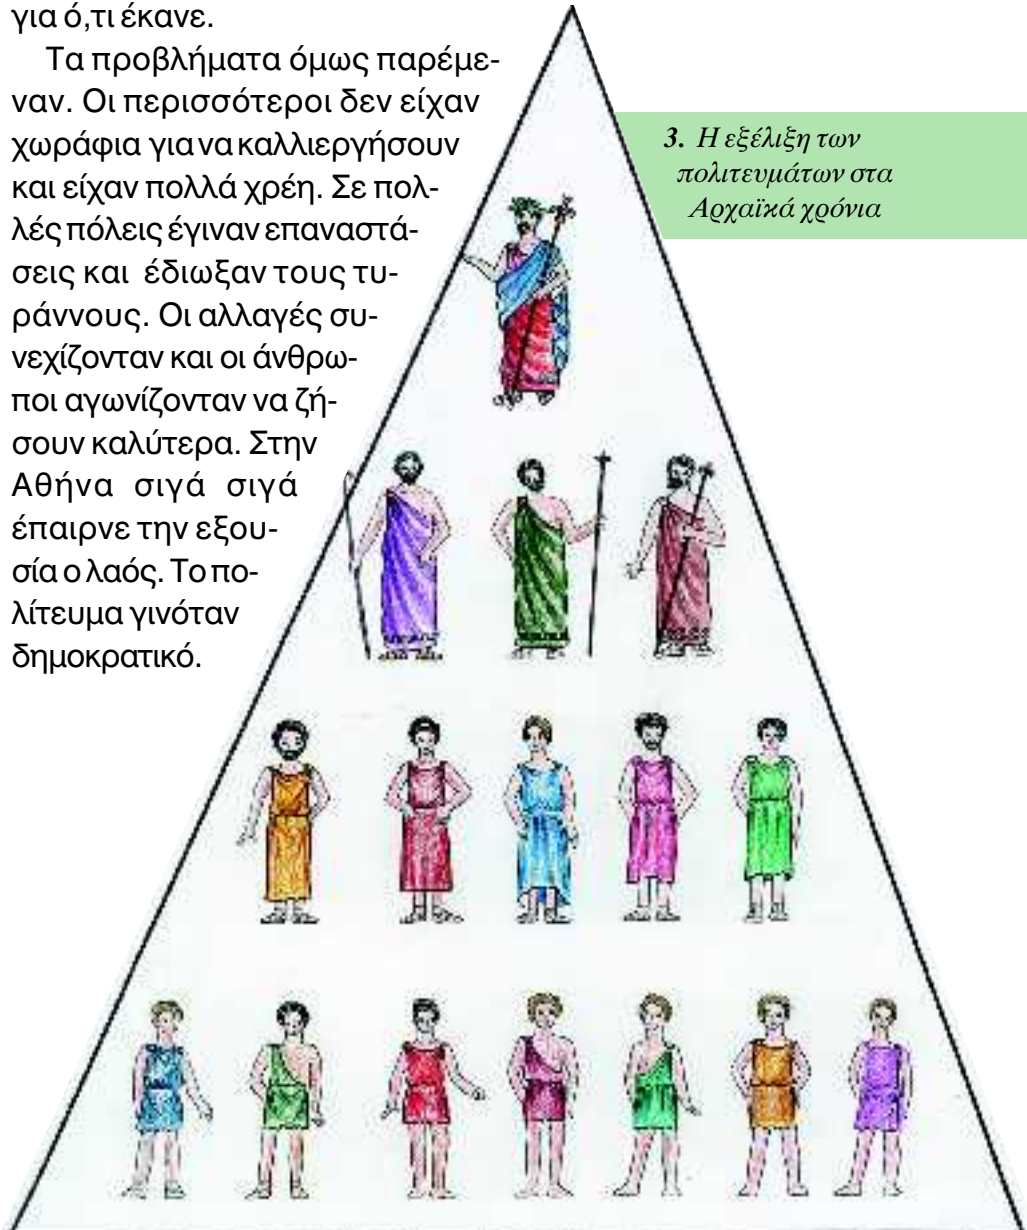 για ό,τι έκανε.
Τα προβλήματα όμως παρέμε-
ναν. Οι περισσότεροι δεν είχαν
χωράφια για να καλλιεργήσουν
και είχαν πολλά χρέη. Σε πολ-
λές πόλεις έγιναν επαναστά-
σεις και έδιωξαν τους τυ-
ράννους. Οι αλλαγές συ-
νεχίζονταν και οι άνθρω-
ποι αγωνίζονταν να ζή-
σουν καλύτερα. Στην
Αθήνα σιγά σιγά
έπαιρνε την εξου-
σία ο λαός. Το πο-
λίτευμα γινόταν
δημοκρατικό.
3. Η εξέλιξη των
πολιτευμάτων στα
Αρχαϊκά χρόνια